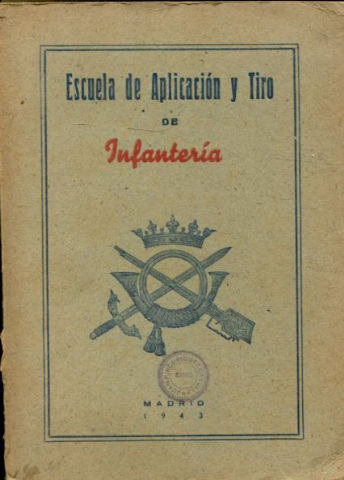 Escuela de Aplicación y Tiro
DE
Infantería
MADRID
1943